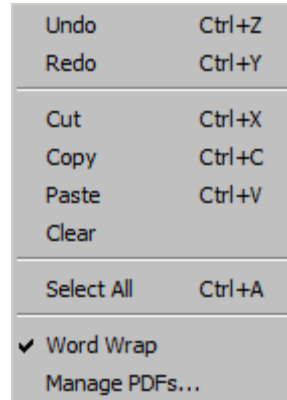 Undo Ctrl+Z
Redo Ctrl+Y
Cut Ctrl+X
Copy Ctrl+C
Paste Ctrl+V
Clear
Select All Ctrl+A
Word Wrap
Manage PDFs...